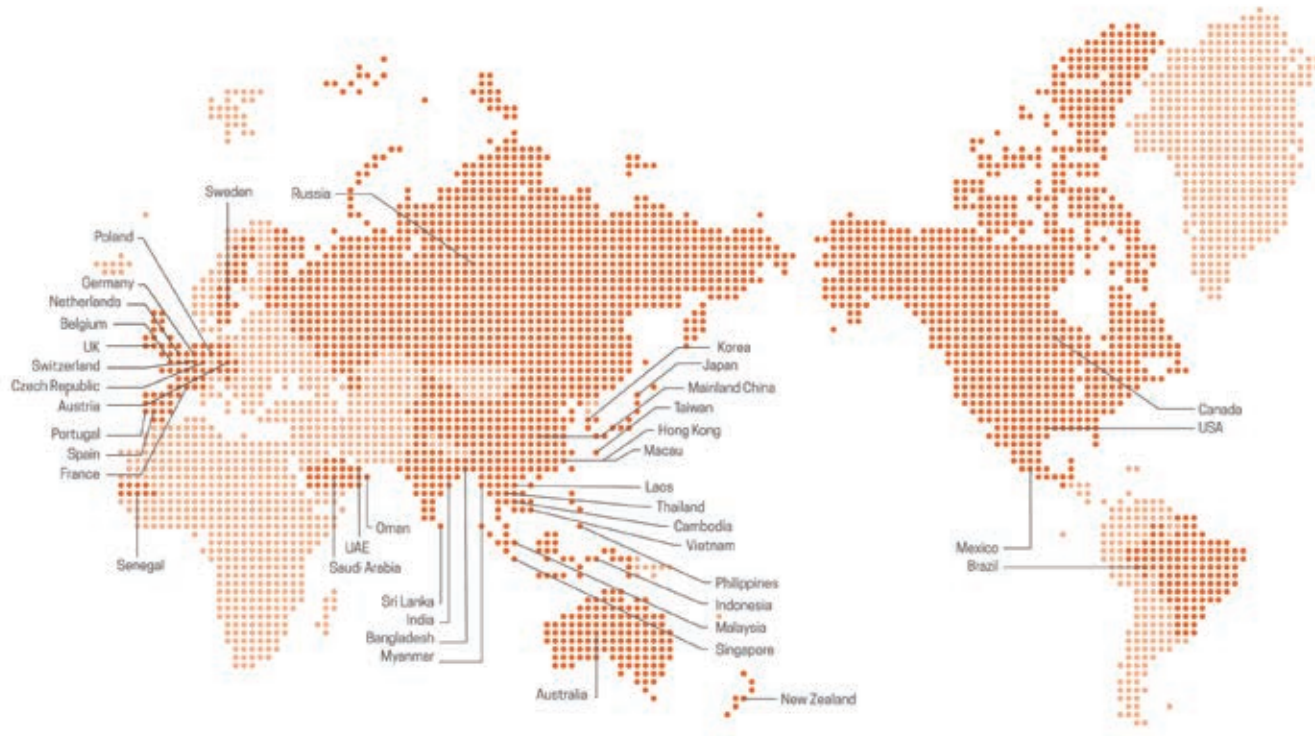 Sweden
Russia
Poland
Germany
Netherlands
Belgium
UK
Switzerland
Czech Republic
Austria
Portugal
Spain
France
Senegal
Oman
UAE
Saudi Arabia
Sri Lanka
India
Bangladesh
Myanmar
Korea
Japan
Mainland China
Taiwan
Hong Kong
Macau
Laos
Thailand
Cambodia
Vietnam
Philippines
Indonesia
Malaysia
Singapore
Australia
New Zealand
Canada
USA
Mexico
Brazil